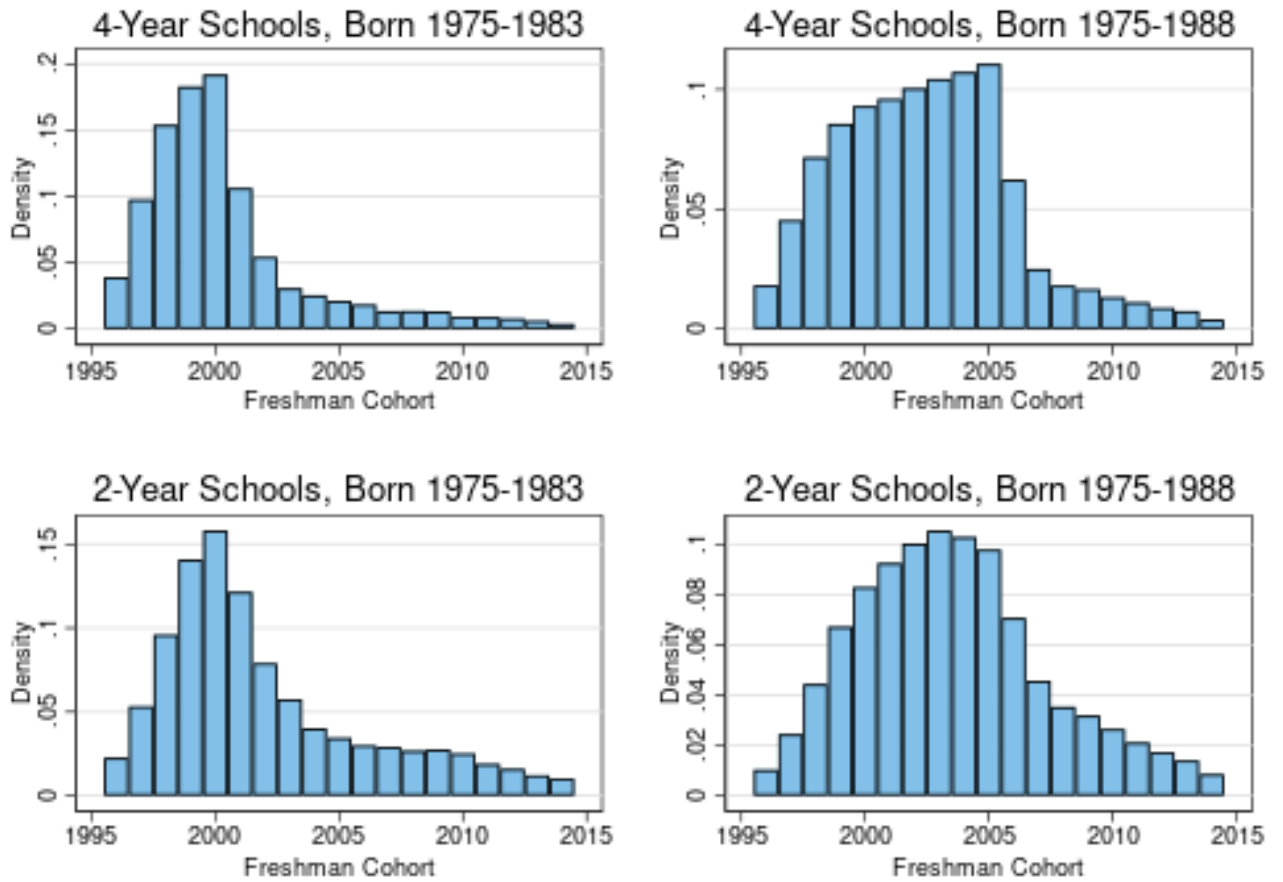 4-Year Schools, Born 1975-1983
Density
.2
.15
.1
.05
0
1995 2000 2005 2010 2015
Freshman Cohort
4-Year Schools, Born 1975-1988
Density
.1
.05
0
1995 2000 2005 2010 2015
Freshman Cohort
2-Year Schools, Born 1975-1983
Density
.15
.1
.05
0
1995 2000 2005 2010 2015
Freshman Cohort
2-Year Schools, Born 1975-1988
Density
.1
.08
.06
.04
.02
0
1995 2000 2005 2010 2015
Freshman Cohort